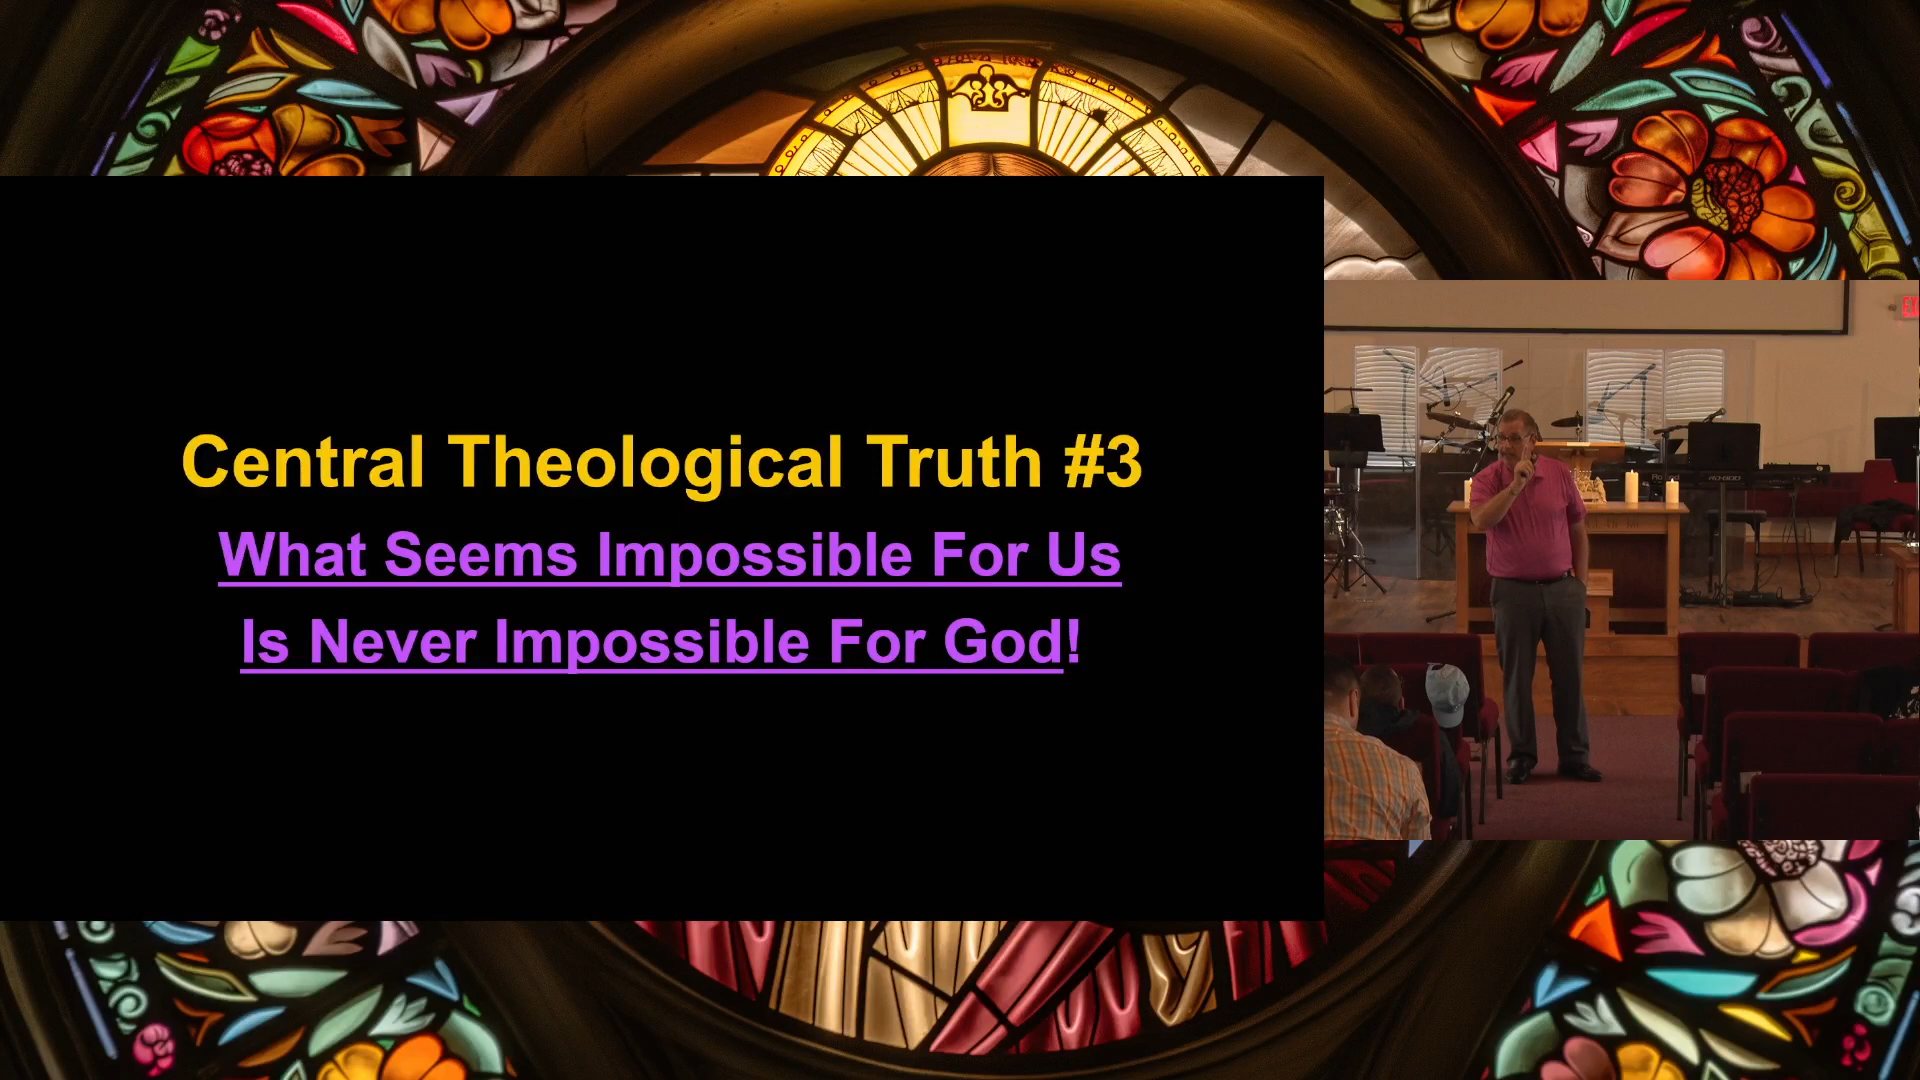 Central Theological Truth #3
What Seems Impossible For Us
Is Never Impossible For God!